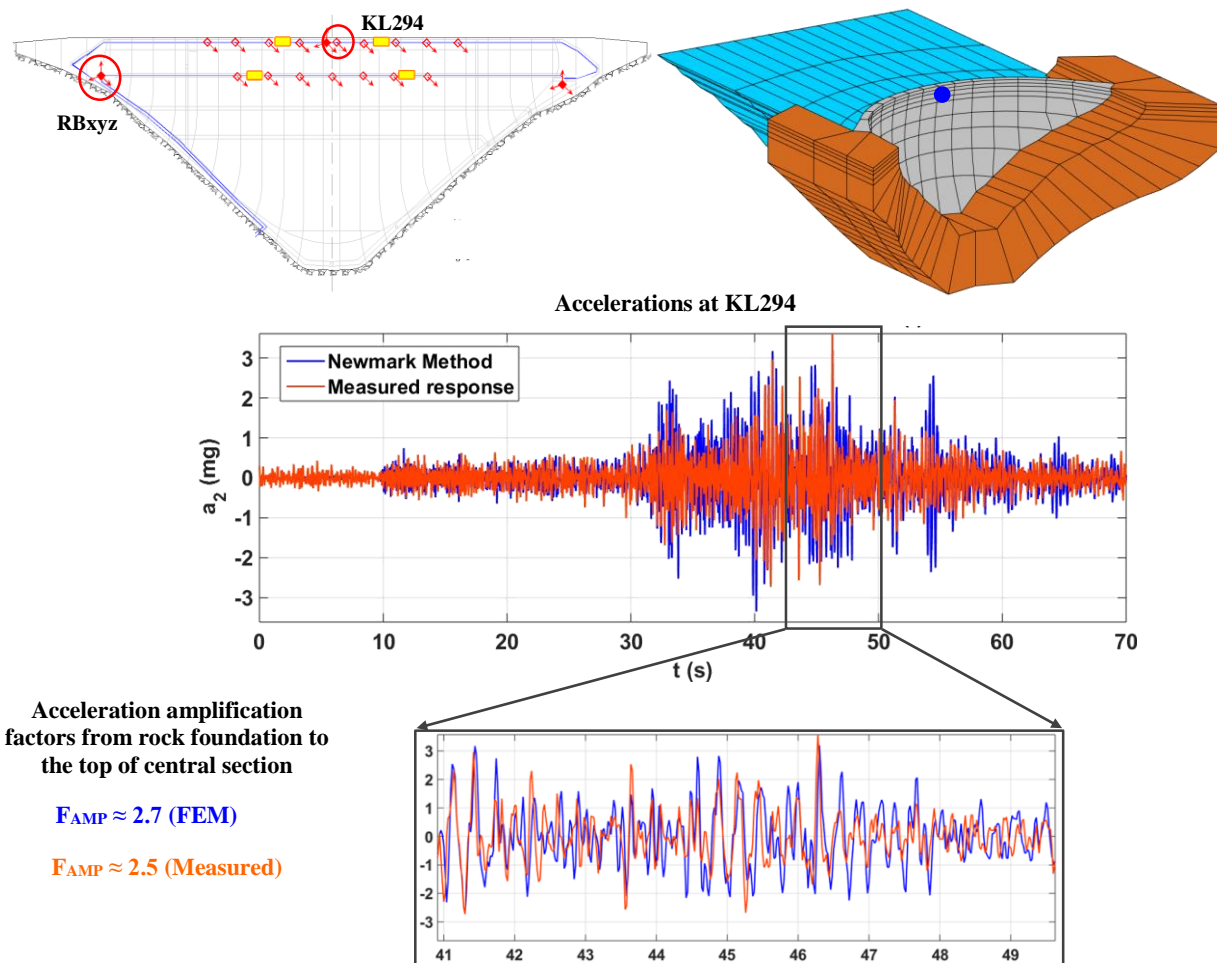 KL294
RBxyz
Accelerations at KL294
Newmark Method
Measured response
a2 (mg)
3
2
1
0
-1
-2
-3
0 10 20 30 40 50 60 70
t (s)
Acceleration amplification
factors from rock foundation to
the top of central section
FAMP ≈ 2.7 (FEM)
FAMP ≈ 2.5 (Measured)
3
2
1
0
-1
-2
-3
41 42 43 44 45 46 47 48 49